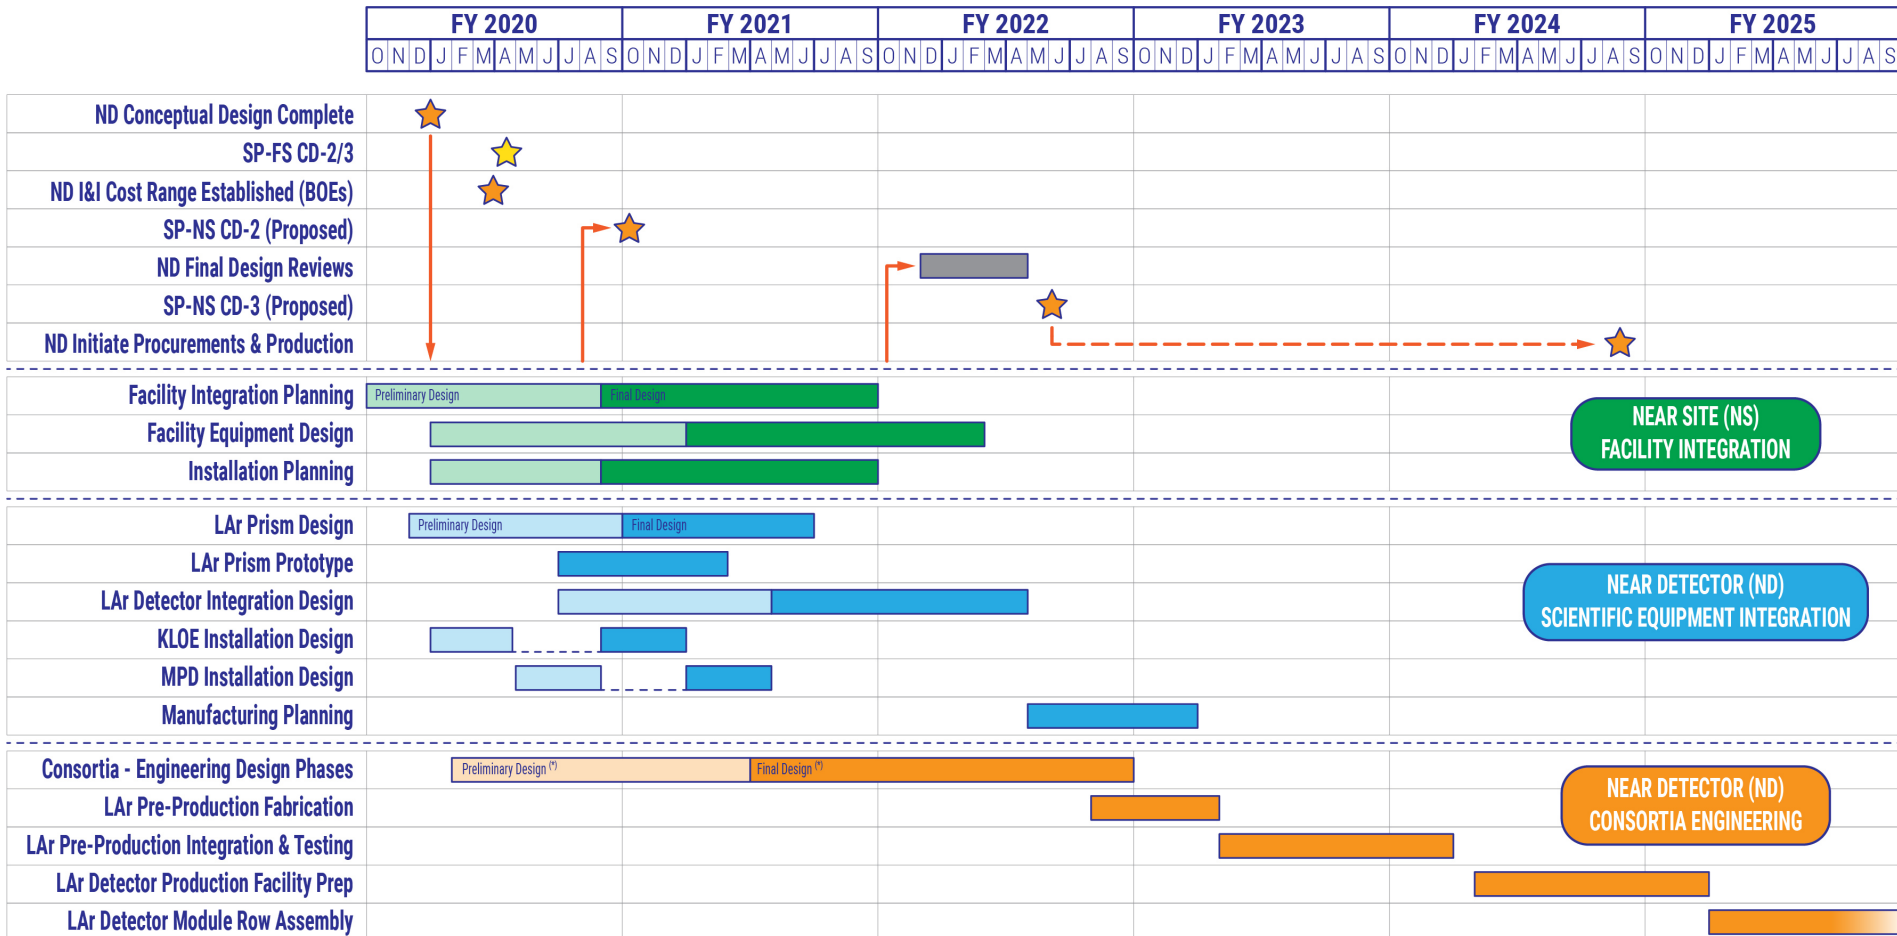 FY 2020 FY 2021 FY 2022 FY 2023 FY 2024 FY 2025
O N D J F M A M J J A S O N D J F M A M J J A S O N D J F M A M J J A S O N D J F M A M J J A S O N D J F M A M J J A S O N D J F M A M J J A S
ND Conceptual Design Complete
SP-FS CD-2/3
ND I&I Cost Range Established (BOEs)
SP-NS CD-2 (Proposed)
ND Final Design Reviews
SP-NS CD-3 (Proposed)
ND Initiate Procurements & Production
Facility Integration Planning Preliminary Design Final Design
Facility Equipment Design
Installation Planning
NEAR SITE (NS)
FACILITY INTEGRATION
LAr Prism Design Preliminary Design Final Design
LAr Prism Prototype
LAr Detector Integration Design
KLOE Installation Design
MPD Installation Design
Manufacturing Planning
NEAR DETECTOR (ND)
SCIENTIFIC EQUIPMENT INTEGRATION
Consortia - Engineering Design Phases Preliminary Design (*) Final Design (*)
LAr Pre-Production Fabrication
LAr Pre-Production Integration & Testing
LAr Detector Production Facility Prep
LAr Detector Module Row Assembly
NEAR DETECTOR (ND)
CONSORTIA ENGINEERING